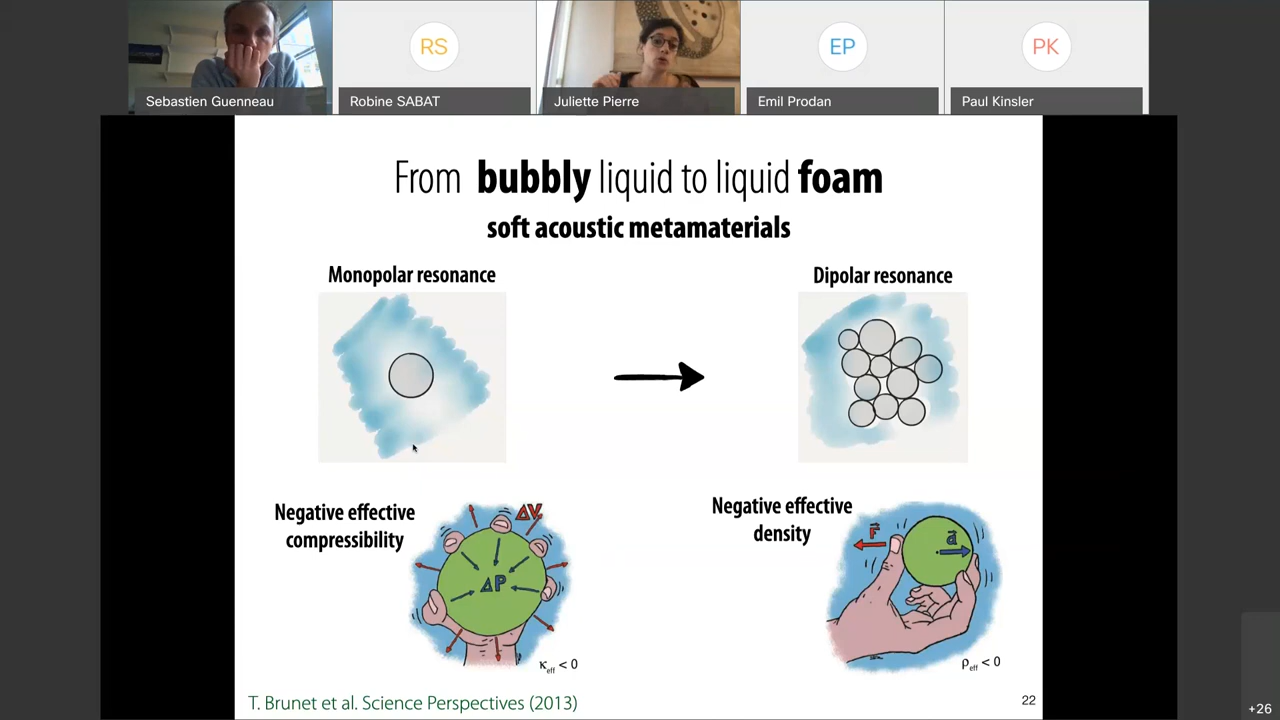 RS
EP
PK
Sebastien Guenneau
Robine SABAT
Juliette Pierre
Emil Prodan
Paul Kinsler
From bubbly liquid to liquid foam
soft acoustic metamaterials
Monopolar resonance
Dipolar resonance
Negative effective
compressibility
ΔV
ΔP
κeff < 0
Negative effective
density
F
a
ρeff < 0
T. Brunet et al. Science Perspectives (2013)
22
+26